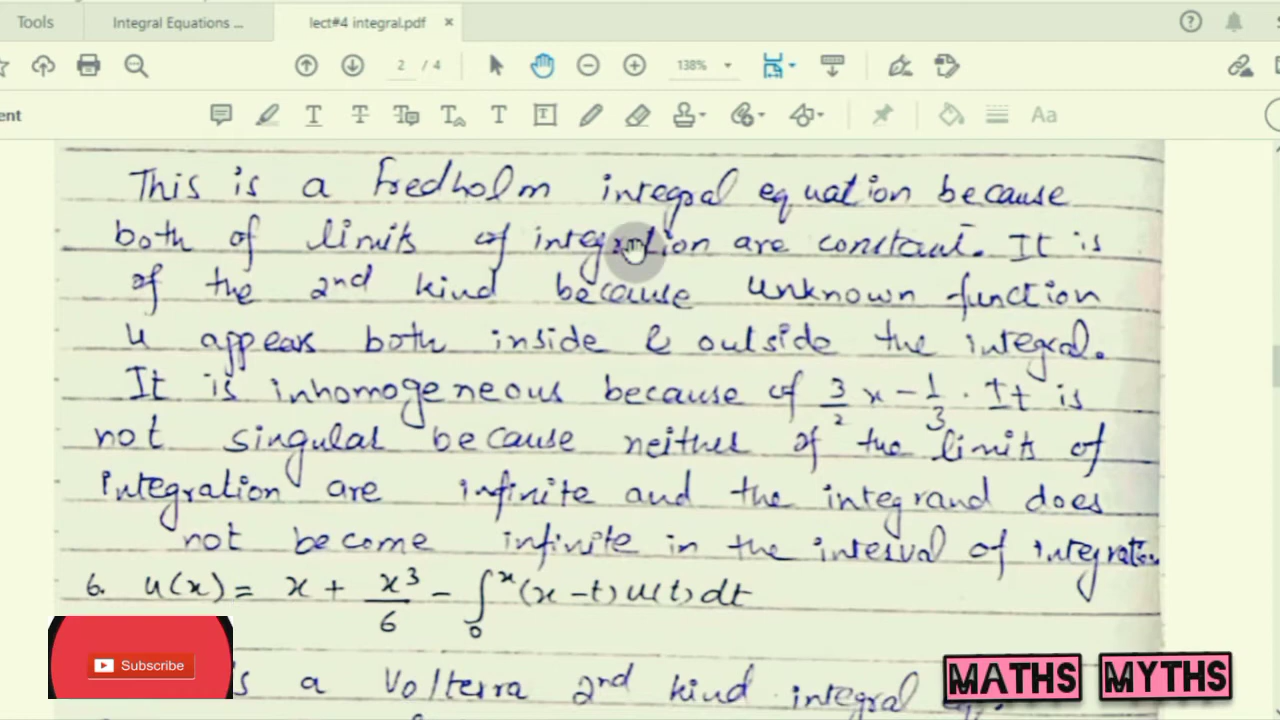 Tools Integral Equations ... lect#4 integral.pdf ×
2 / 4 138%
ent Aa
This is a Fredholm integral equation because
both of limits of integration are constant. It is
of the 2nd kind because unknown function
u appears both inside & outside the integral.
It is inhomogeneous because of 3/2 x - 1/3. It is
not singular because neither of the limits of
integration are infinite and the integrand does
not become infinite in the interval of integration
6. u(x) = x + x³/6 - ∫₀ˣ (x-t) u(t) dt
Subscribe
s a Volterra 2nd kind integral
MATHS MYTHS